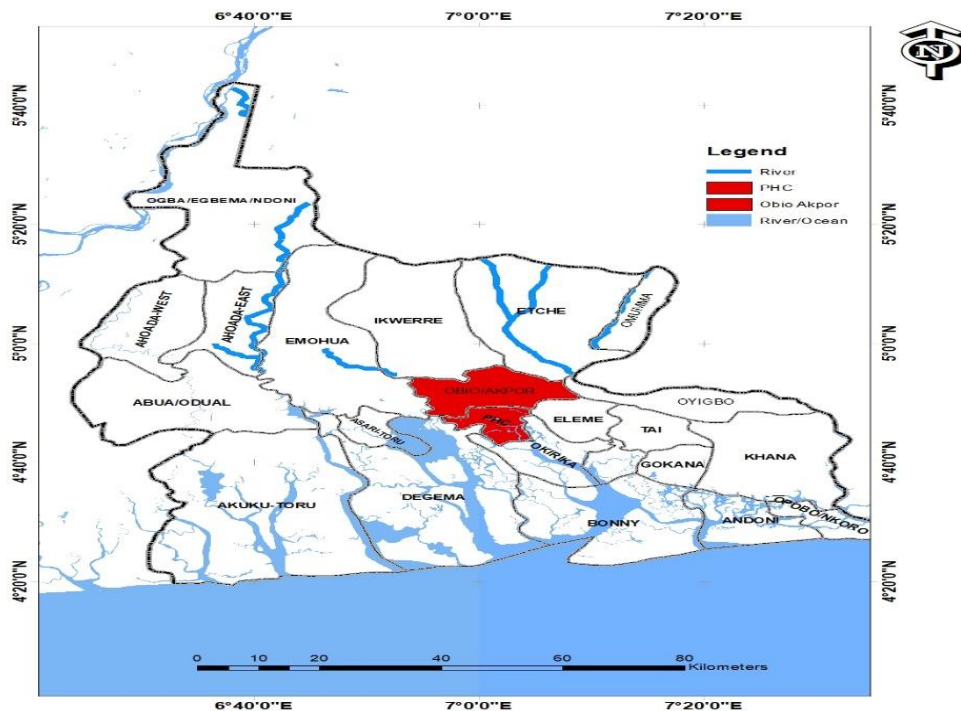 6°40'0"E
7°0'0"E
7°20'0"E
N
5°40'0"N
5°40'0"N
Legend
River
PHC
Obio Akpor
River/Ocean
OGBA/EGBEMA/NDONI
5°20'0"N
5°20'0"N
AHOADA-WEST
AHOADA-EAST
EMOHUA
IKWERRE
ETCHE
OMUMMA
5°0'0"N
5°0'0"N
ABUA/ODUAL
OBIO/AKPOR
OYIGBO
PHC
ELEME
TAI
ASARI-TORU
OKIRIKA
GOKANA
KHANA
4°40'0"N
4°40'0"N
AKUKU-TORU
DEGEMA
BONNY
ANDONI
OPOBO/NKORO
4°20'0"N
4°20'0"N
0 10 20 40 60 80
Kilometers
6°40'0"E
7°0'0"E
7°20'0"E